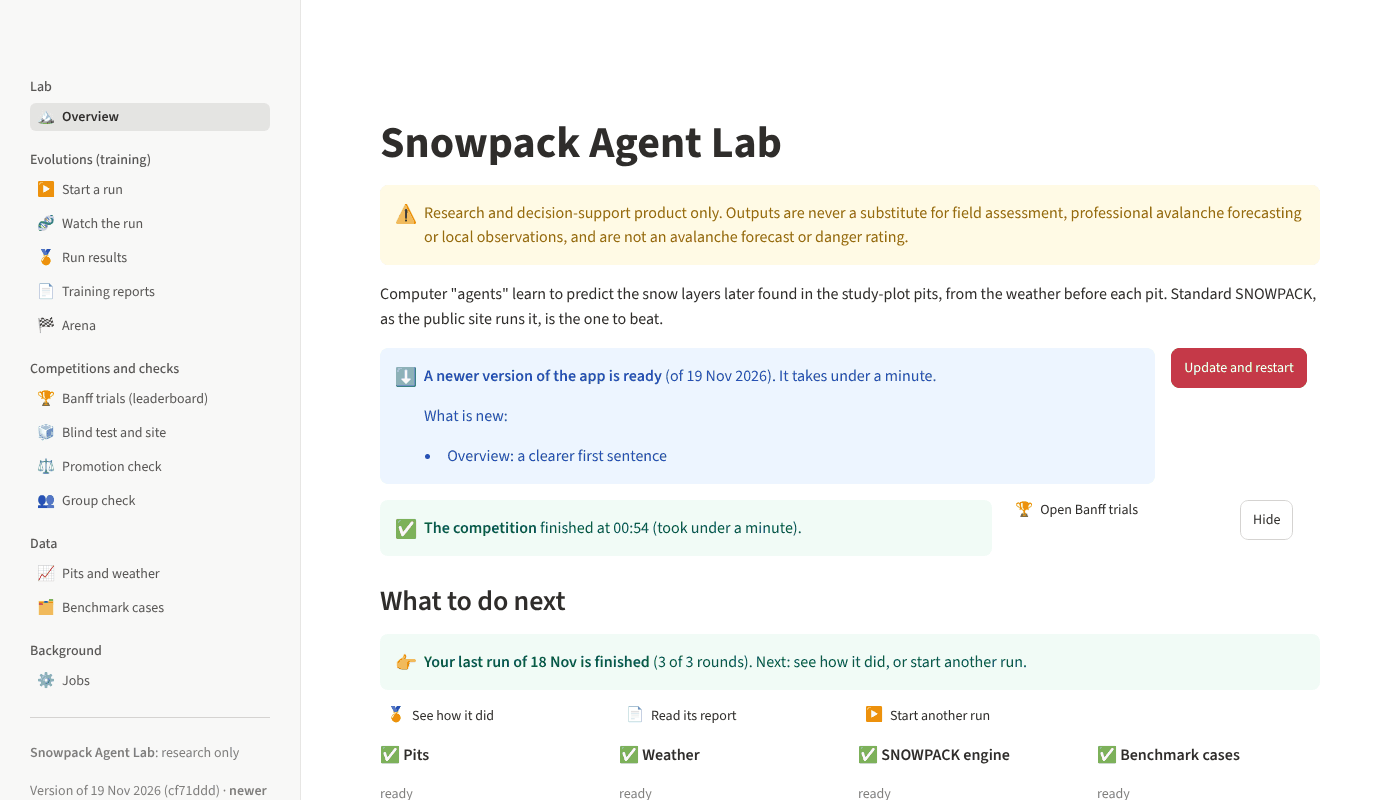 Lab
Overview
Evolutions (training)
Start a run
Watch the run
Run results
Training reports
Arena
Competitions and checks
Banff trials (leaderboard)
Blind test and site
Promotion check
Group check
Data
Pits and weather
Benchmark cases
Background
Jobs
Snowpack Agent Lab: research only
Version of 19 Nov 2026 (cf71ddd) · newer
Snowpack Agent Lab
Research and decision-support product only. Outputs are never a substitute for field assessment, professional avalanche forecasting
or local observations, and are not an avalanche forecast or danger rating.
Computer "agents" learn to predict the snow layers later found in the study-plot pits, from the weather before each pit. Standard SNOWPACK,
as the public site runs it, is the one to beat.
A newer version of the app is ready (of 19 Nov 2026). It takes under a minute.
Update and restart
What is new:
• Overview: a clearer first sentence
The competition finished at 00:54 (took under a minute).
Open Banff trials
Hide
What to do next
Your last run of 18 Nov is finished (3 of 3 rounds). Next: see how it did, or start another run.
See how it did
Read its report
Start another run
Pits
Weather
SNOWPACK engine
Benchmark cases
ready
ready
ready
ready